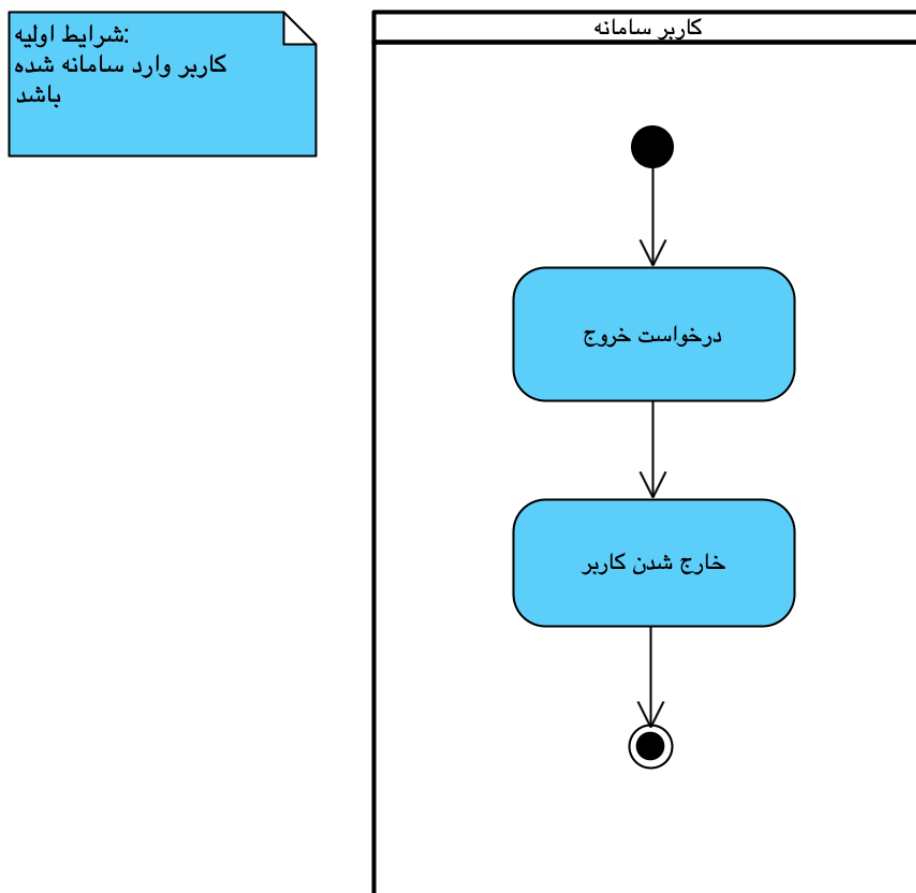 شرایط اولیه:
کاربر وارد سامانه شده
باشد
کاربر سامانه
درخواست خروج
خارج شدن کاربر